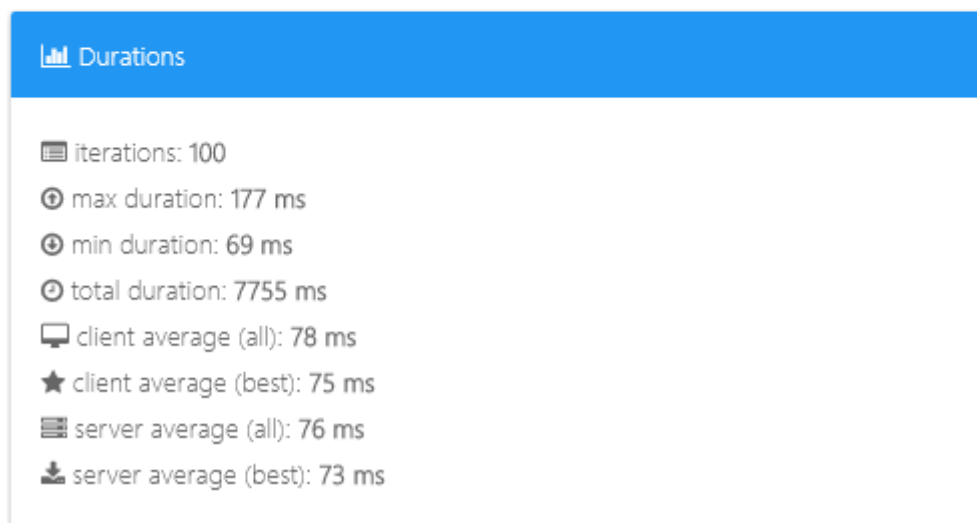 Durations
iterations: 100
max duration: 177 ms
min duration: 69 ms
total duration: 7755 ms
client average (all): 78 ms
client average (best): 75 ms
server average (all): 76 ms
server average (best): 73 ms